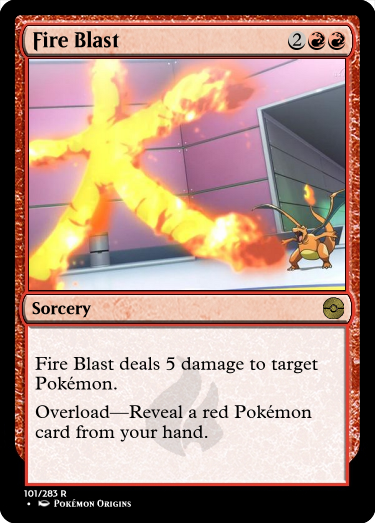 Fire Blast 2
Sorcery
Fire Blast deals 5 damage to target
Pokémon.
Overload—Reveal a red Pokémon
card from your hand.
101/283 R
• Pokémon Origins